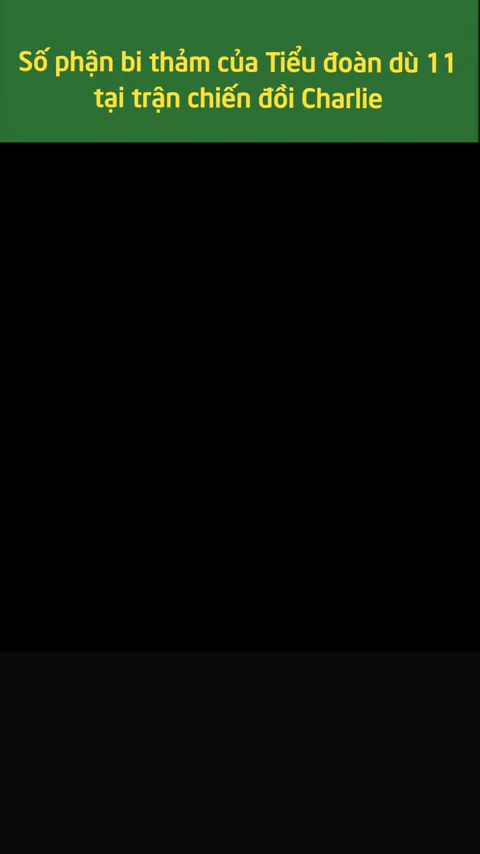 Số phận bi thảm của Tiểu đoàn dù 11
tại trận chiến đồi Charlie